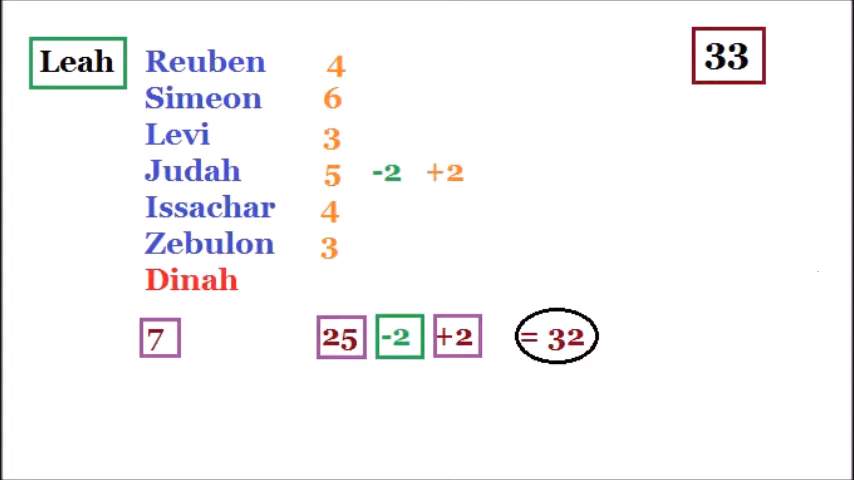 Leah Reuben 4 33
Simeon 6
Levi 3
Judah 5 -2 +2
Issachar 4
Zebulon 3
Dinah
7 25 -2 +2 = 32